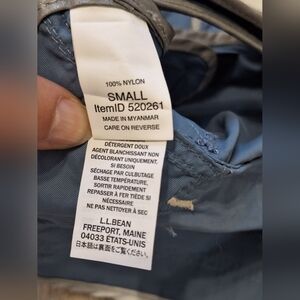 100% NYLON
SMALL
ItemID 520261
MADE IN MYANMAR
CARE ON REVERSE
DÉTERGENT DOUX
AGENT BLANCHISSANT NON
DÉCOLORANT UNIQUEMENT,
SI BESOIN
SÉCHAGE PAR CULBUTAGE
BASSE TEMPÉRATURE,
SORTIR RAPIDEMENT
REPASSER À FER TIÈDE SI
NÉCESSAIRE
NE PAS NETTOYER À SEC
L.L.BEAN
FREEPORT, MAINE
04033 ÉTATS-UNIS
日本語は裏面をご覧ください。